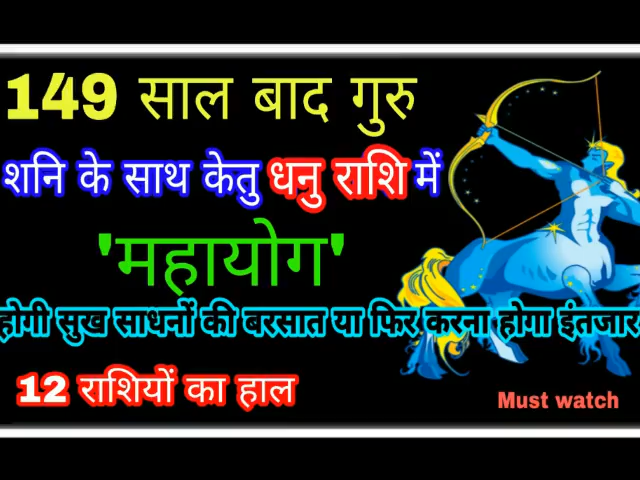 149 साल बाद गुरु
शनि के साथ केतु धनु राशि में
'महायोग'
होगी सुख साधनों की बरसात या फिर करना होगा इंतजार
12 राशियों का हाल
Must watch